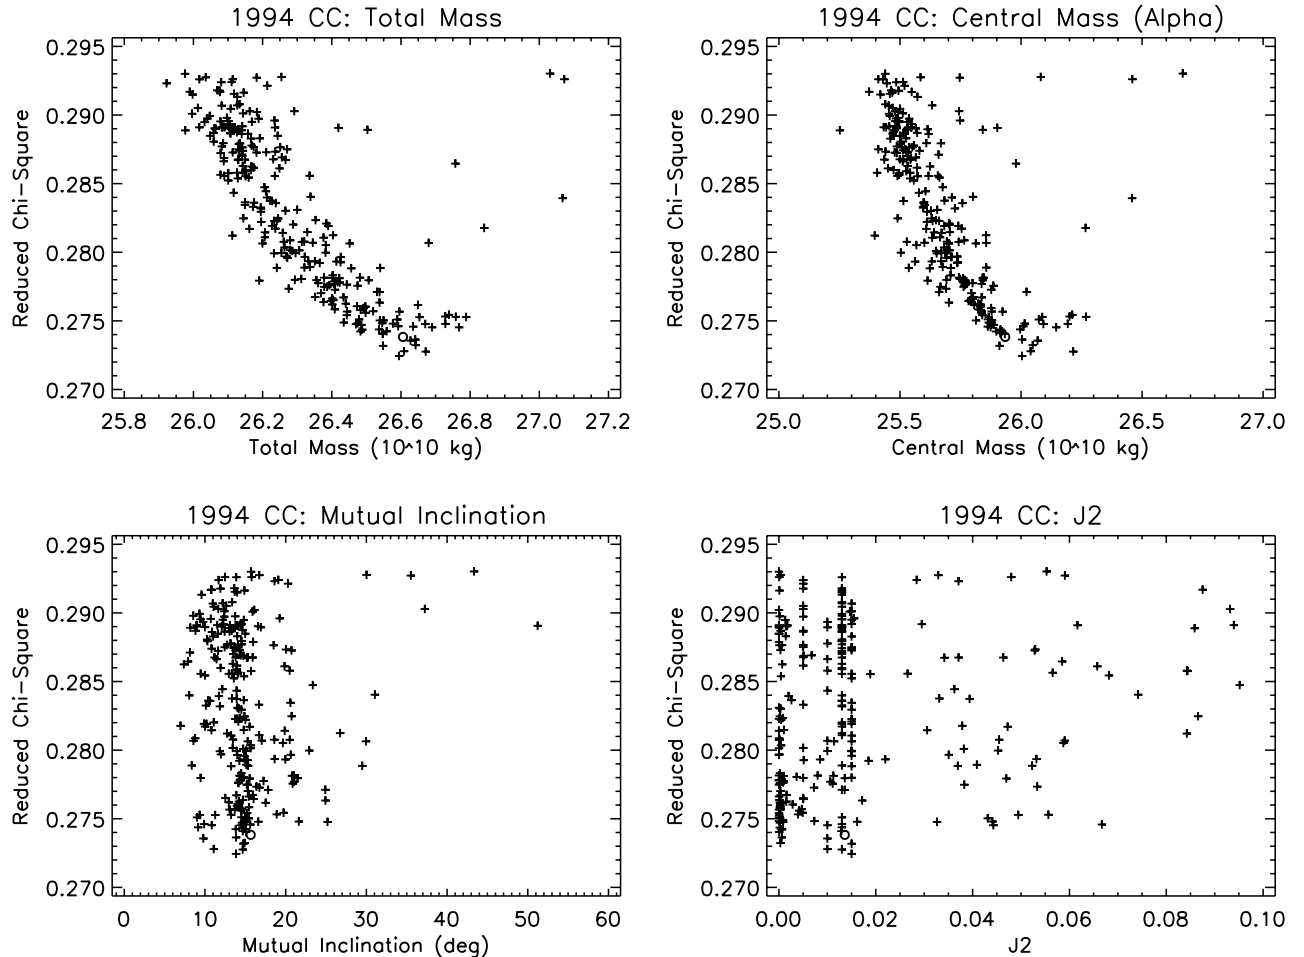 1994 CC: Total Mass
1994 CC: Central Mass (Alpha)
0.295
0.290
0.285
0.280
0.275
0.270
Reduced Chi-Square
25.8 26.0 26.2 26.4 26.6 26.8 27.0 27.2
Total Mass (10^10 kg)
0.295
0.290
0.285
0.280
0.275
0.270
Reduced Chi-Square
25.0 25.5 26.0 26.5 27.0
Central Mass (10^10 kg)
1994 CC: Mutual Inclination
1994 CC: J2
0.295
0.290
0.285
0.280
0.275
0.270
Reduced Chi-Square
0 10 20 30 40 50 60
Mutual Inclination (deg)
0.295
0.290
0.285
0.280
0.275
0.270
Reduced Chi-Square
0.00 0.02 0.04 0.06 0.08 0.10
J2